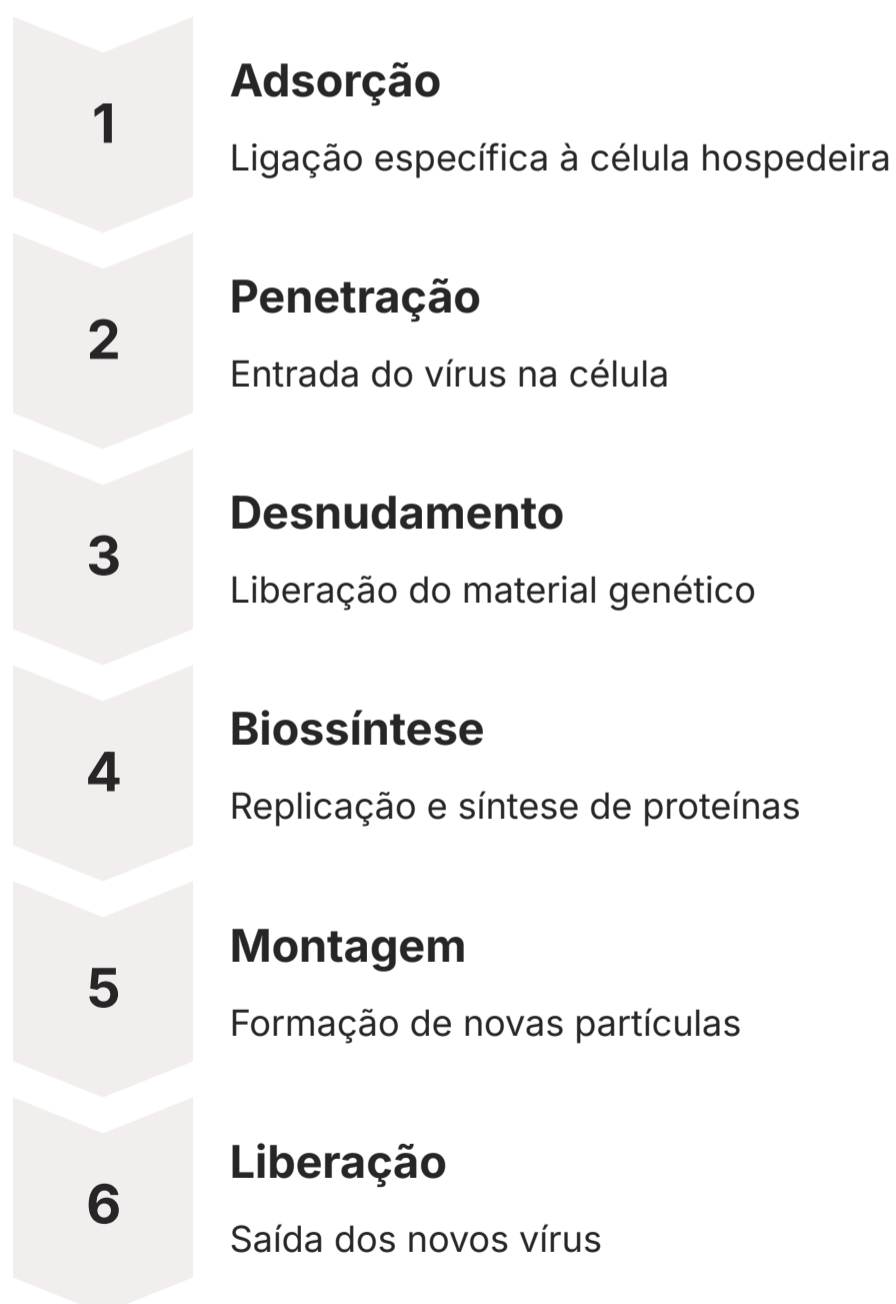 1
Adsorção
Ligação específica à célula hospedeira
2
Penetração
Entrada do vírus na célula
3
Desnudamento
Liberação do material genético
4
Biossíntese
Replicação e síntese de proteínas
5
Montagem
Formação de novas partículas
6
Liberação
Saída dos novos vírus